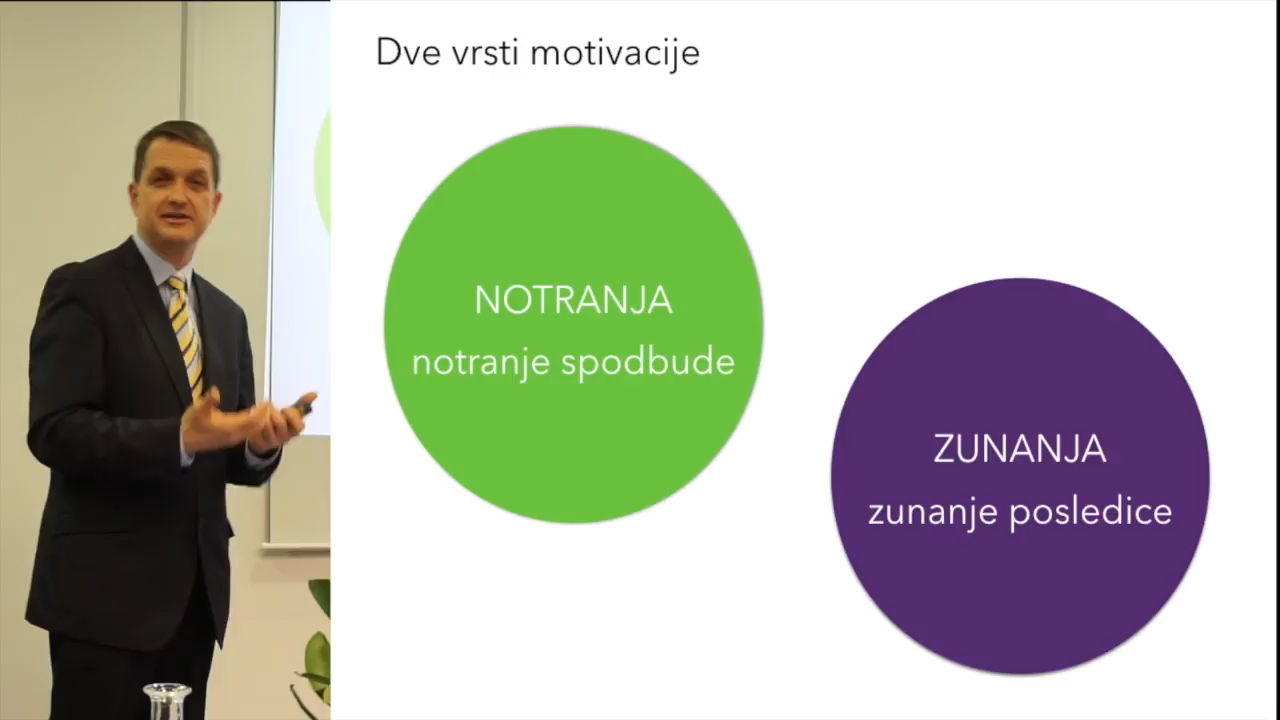 Dve vrsti motivacije
NOTRANJA
notranje spodbude
ZUNANJA
zunanje posledice